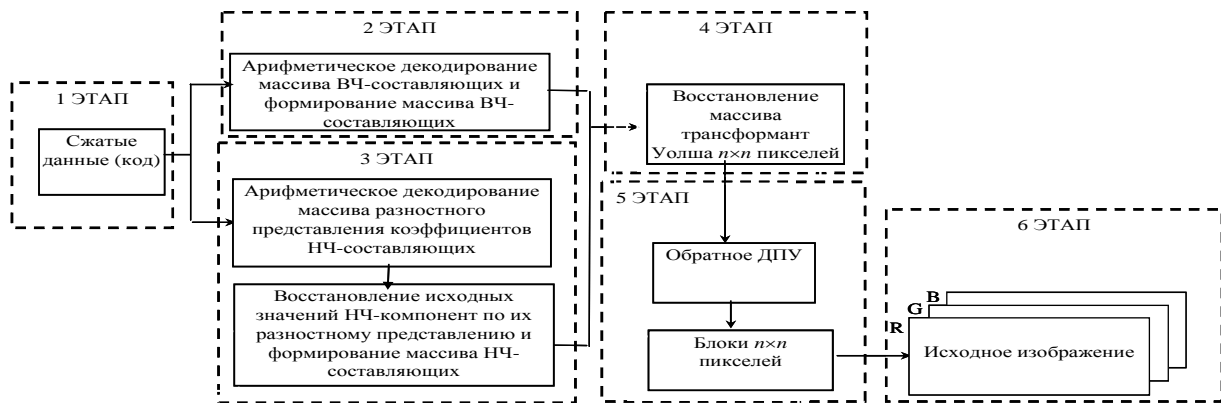 1 ЭТАП
Сжатые
данные (код)
2 ЭТАП
Арифметическое декодирование
массива ВЧ-составляющих и
формирование массива ВЧ-
составляющих
3 ЭТАП
Арифметическое декодирование
массива разностного
представления коэффициентов
НЧ-составляющих
Восстановление исходных
значений НЧ-компонент по их
разностному представлению и
формирование массива НЧ-
составляющих
4 ЭТАП
Восстановление
массива
трансформант
Уолша n×n пикселей
5 ЭТАП
Обратное ДПУ
Блоки n×n
пикселей
6 ЭТАП
R
G
B
Исходное изображение